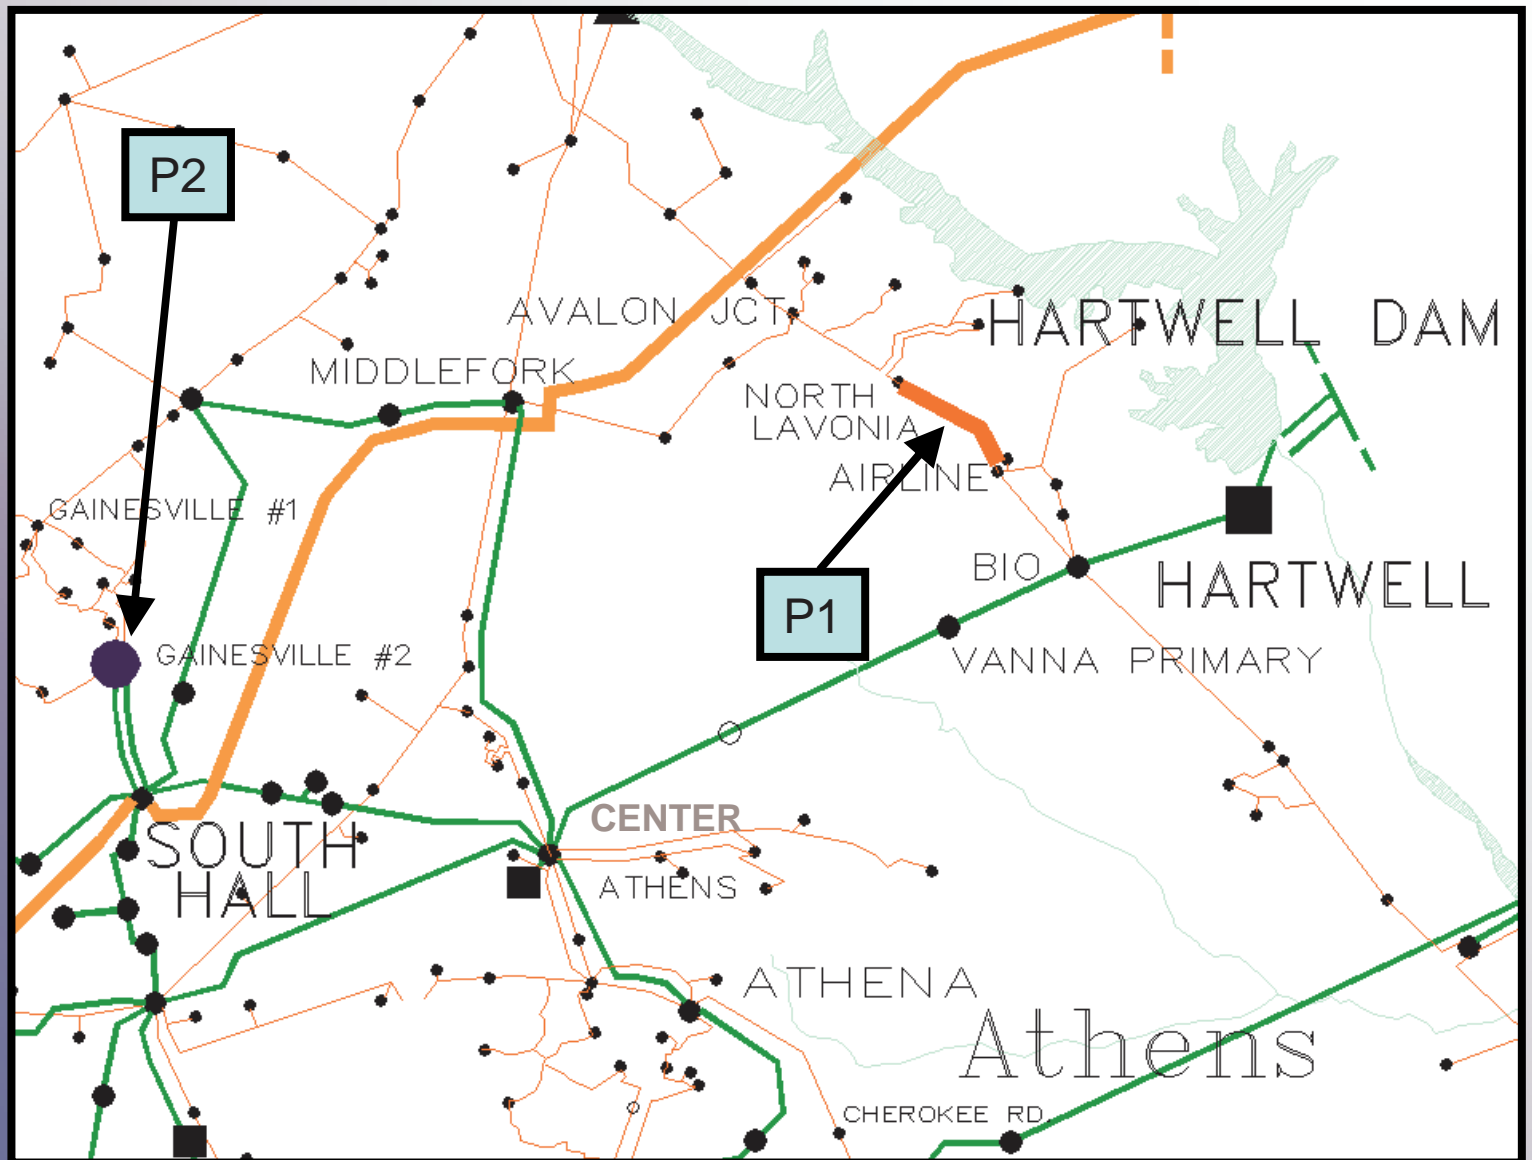 P2
AVALON JCT.
HARTWELL DAM
MIDDLEFORK
NORTH
LAVONIA
AIRLINE
GAINESVILLE #1
BIO
HARTWELL
P1
GAINESVILLE #2
VANNA PRIMARY
CENTER
SOUTH
HALL
ATHENS
ATHENA
Athens
CHEROKEE RD.